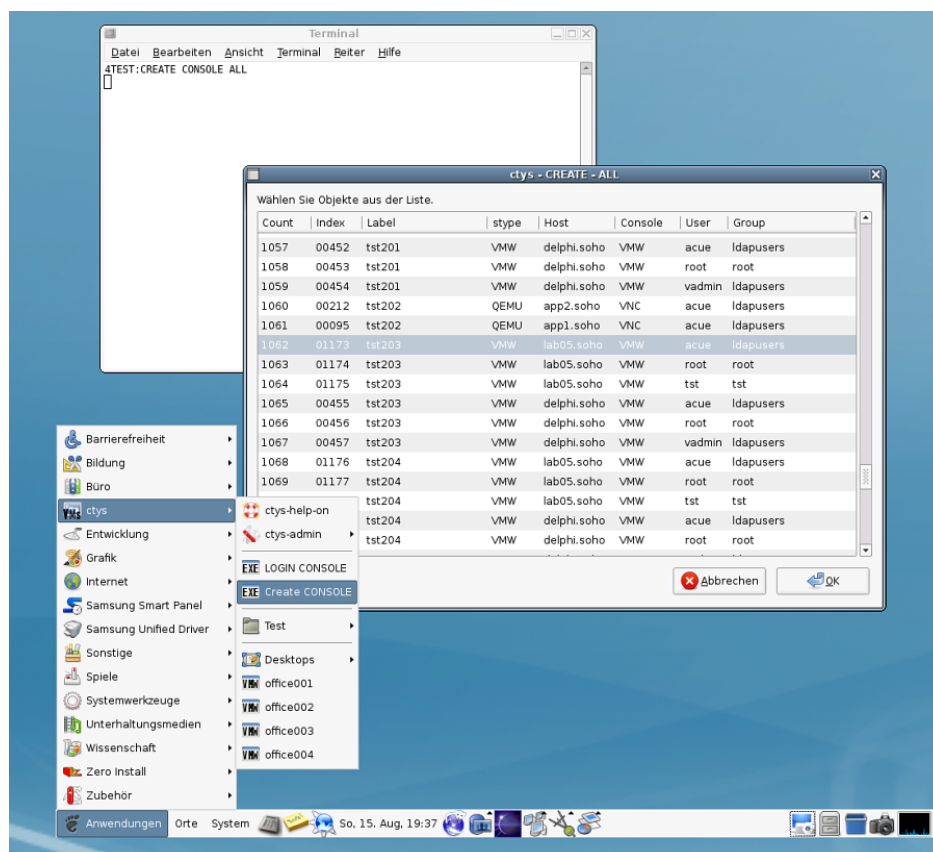 Terminal
Datei Bearbeiten Ansicht Terminal Reiter Hilfe
4TEST:CREATE CONSOLE ALL
ctys - CREATE - ALL
Wählen Sie Objekte aus der Liste.
Count Index Label stype Host Console User Group
1057 00452 tst201 VMW delphi.soho VMW acue ldapusers
1058 00453 tst201 VMW delphi.soho VMW root root
1059 00454 tst201 VMW delphi.soho VMW vadmin ldapusers
1060 00212 tst202 QEMU app2.soho VNC acue ldapusers
1061 00095 tst202 QEMU app1.soho VNC acue ldapusers
1062 01173 tst203 VMW lab05.soho VMW acue ldapusers
1063 01174 tst203 VMW lab05.soho VMW root root
1064 01175 tst203 VMW lab05.soho VMW tst tst
1065 00455 tst203 VMW delphi.soho VMW acue ldapusers
1066 00456 tst203 VMW delphi.soho VMW root root
1067 00457 tst203 VMW delphi.soho VMW vadmin ldapusers
1068 01176 tst204 VMW lab05.soho VMW acue ldapusers
1069 01177 tst204 VMW lab05.soho VMW root root
tst204 VMW lab05.soho VMW tst tst
tst204 VMW delphi.soho VMW acue ldapusers
tst204 VMW delphi.soho VMW root root
Abbrechen OK
Barrierefreiheit
Bildung
Büro
ctys
Entwicklung
Grafik
Internet
Samsung Smart Panel
Samsung Unified Driver
Sonstige
Spiele
Systemwerkzeuge
Unterhaltungsmedien
Wissenschaft
Zero Install
Zubehör
ctys-help-on
ctys-admin
EXE LOGIN CONSOLE
EXE Create CONSOLE
Test
Desktops
office001
office002
office003
office004
Anwendungen Orte System So, 15. Aug, 19:37